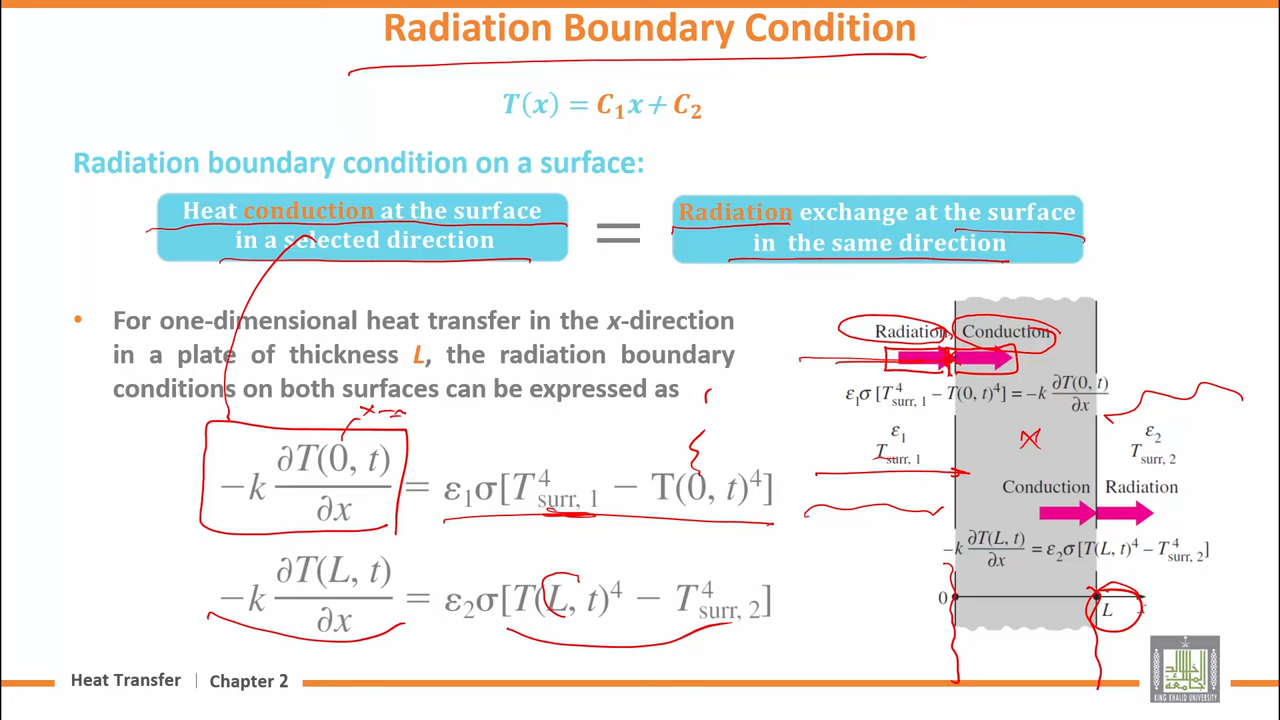 Radiation Boundary Condition
T(x) = C₁x + C₂
Radiation boundary condition on a surface:
Heat conduction at the surface
in a selected direction
=
Radiation exchange at the surface
in the same direction
• For one-dimensional heat transfer in the x-direction
in a plate of thickness L, the radiation boundary
conditions on both surfaces can be expressed as
−k ∂T(0, t)/∂x = ε₁σ[T⁴surr, 1 − T(0, t)⁴]
−k ∂T(L, t)/∂x = ε₂σ[T(L, t)⁴ − T⁴surr, 2]
Radiation Conduction
ε₁σ [T⁴surr, 1 − T(0, t)⁴] = −k ∂T(0, t)/∂x
ε₁
Tsurr, 1
ε₂
Tsurr, 2
Conduction Radiation
−k ∂T(L, t)/∂x = ε₂σ[T(L, t)⁴ − T⁴surr, 2]
0
L
x
Heat Transfer | Chapter 2
KING KHALID UNIVERSITY